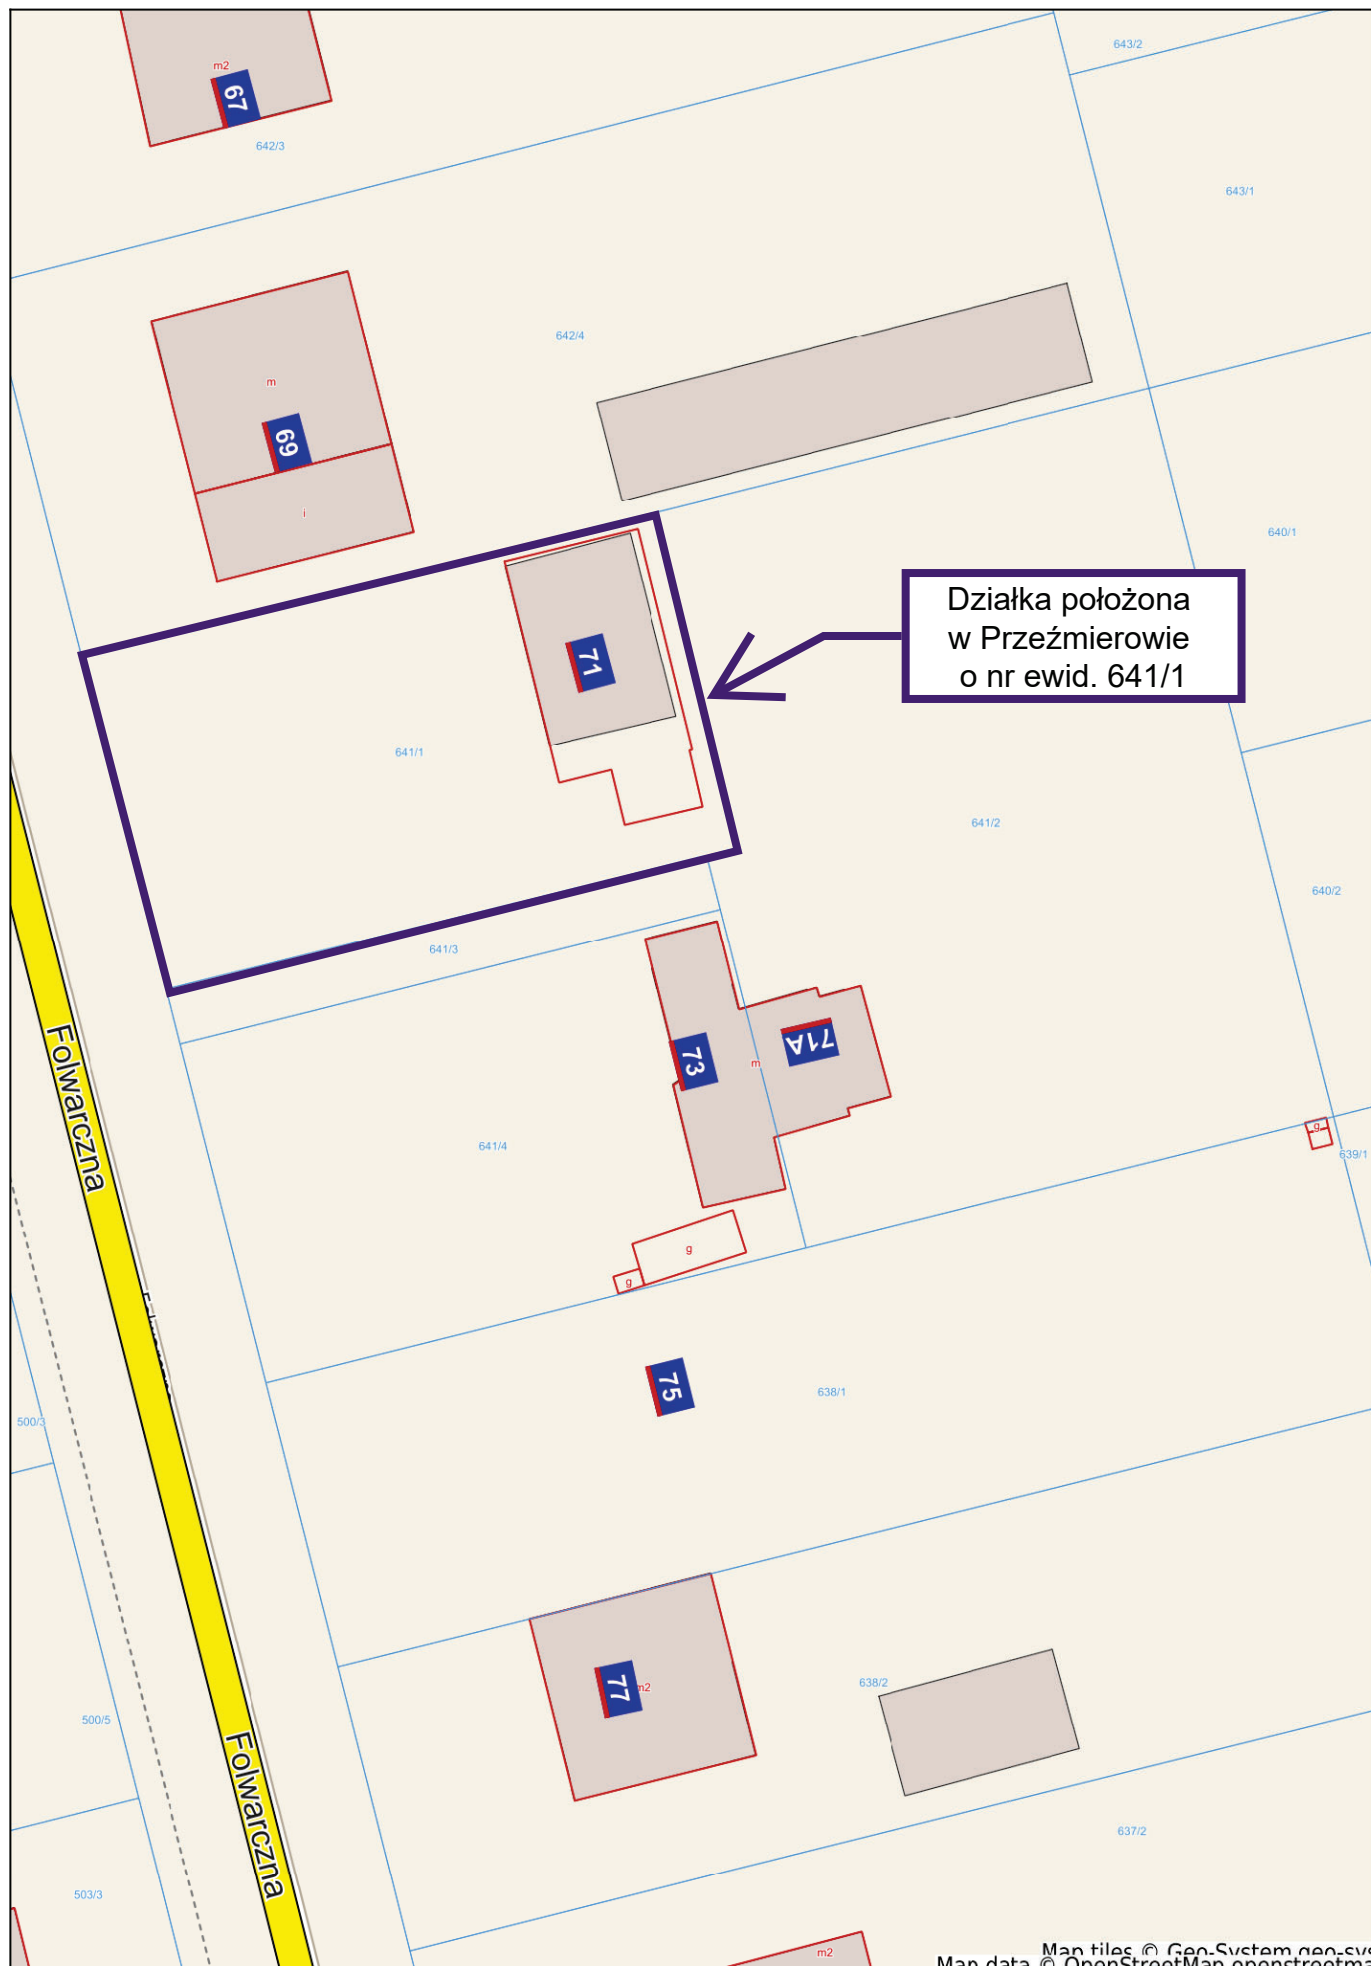 643/2
m2
67
642/3
643/1
642/4
m
69
i
640/1
Działka położona
w Przeźmierowie
o nr ewid. 641/1
71
641/1
641/2
640/2
641/3
Folwarczna
71A
73
m
641/4
g
639/1
g
g
75
638/1
500/3
77
m2
638/2
500/5
Folwarczna
637/2
503/3
m2
Map tiles © Geo-System geo-sys
Map data © OpenStreetMap openstreetma